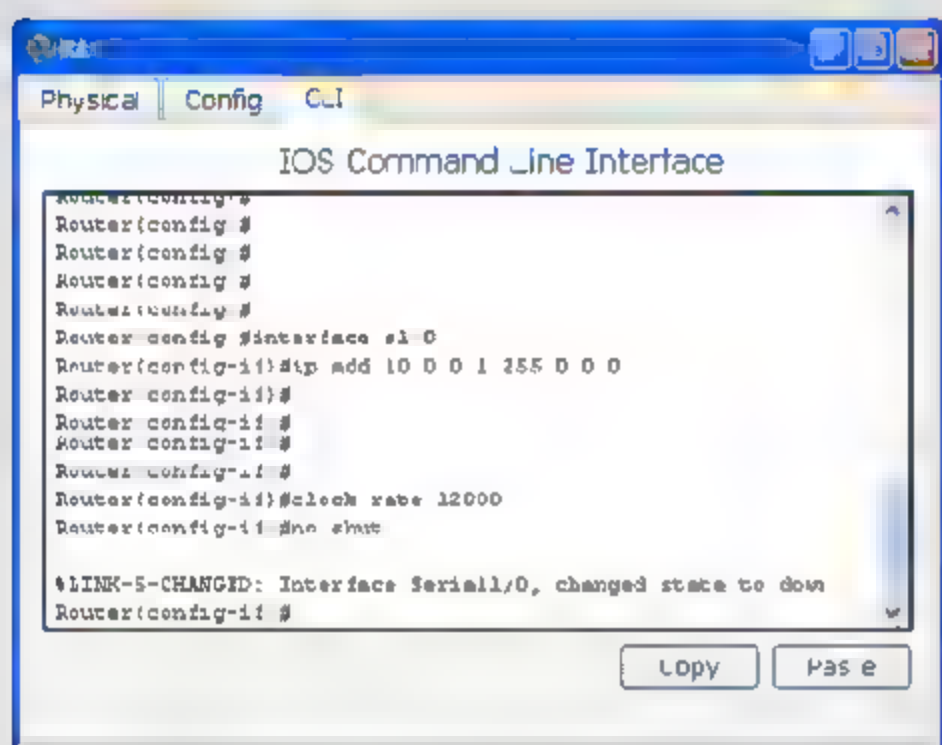 Physical Config CLI
IOS Command Line Interface
Router(config)#
Router(config #
Router(config #
Router(config #
Router(config #
Router config #interface s1 0
Router(config-if)#ip add 10 0 0 1 255 0 0 0
Router config-if)#
Router config-if #
Router config-if #
Router config-if #
Router(config-if)#clock rate 12000
Router(config-if #no shut
%LINK-5-CHANGED: Interface Serial1/0, changed state to down
Router(config-if #
Copy Paste